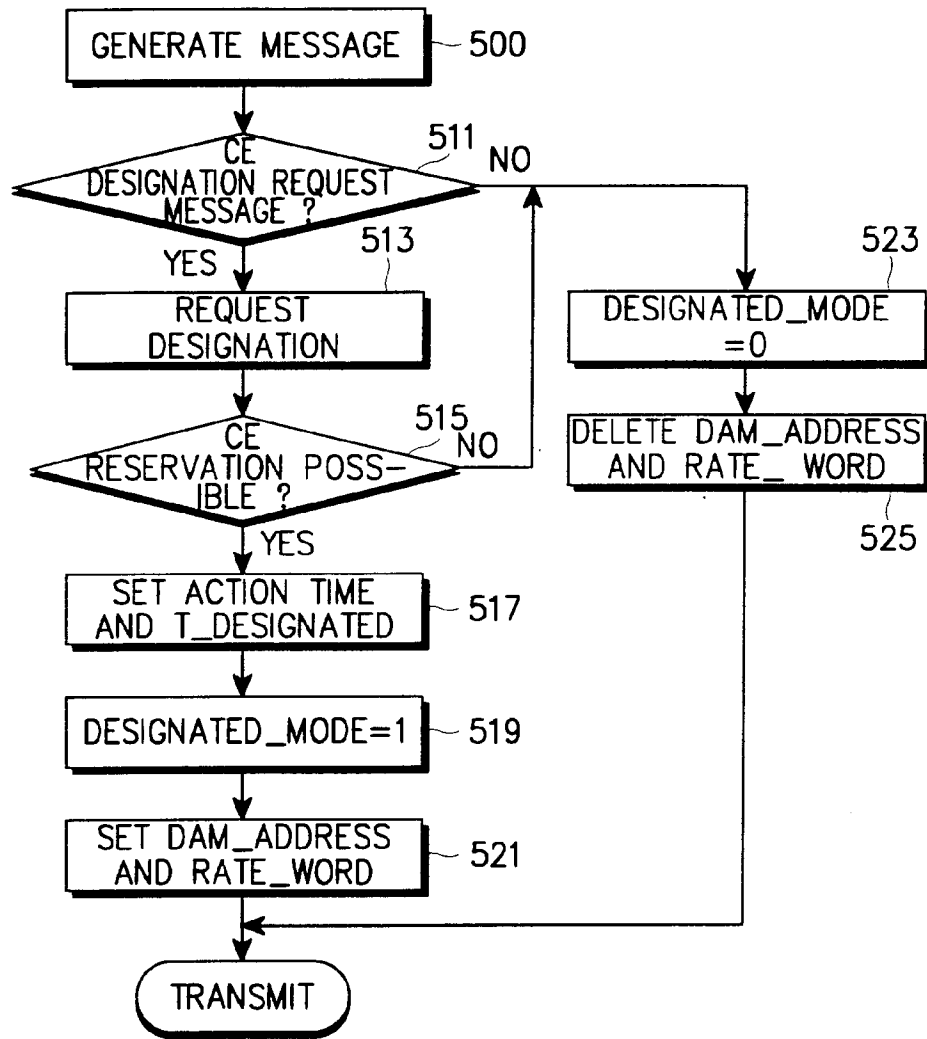 GENERATE MESSAGE
500
CE
DESIGNATION REQUEST
MESSAGE ?
511
NO
YES
513
REQUEST
DESIGNATION
CE
RESERVATION POSS-
IBLE ?
515
NO
YES
SET ACTION TIME
AND T_DESIGNATED
517
DESIGNATED_MODE=1
519
SET DAM_ADDRESS
AND RATE_WORD
521
523
DESIGNATED_MODE
=0
DELETE DAM_ADDRESS
AND RATE_ WORD
525
TRANSMIT